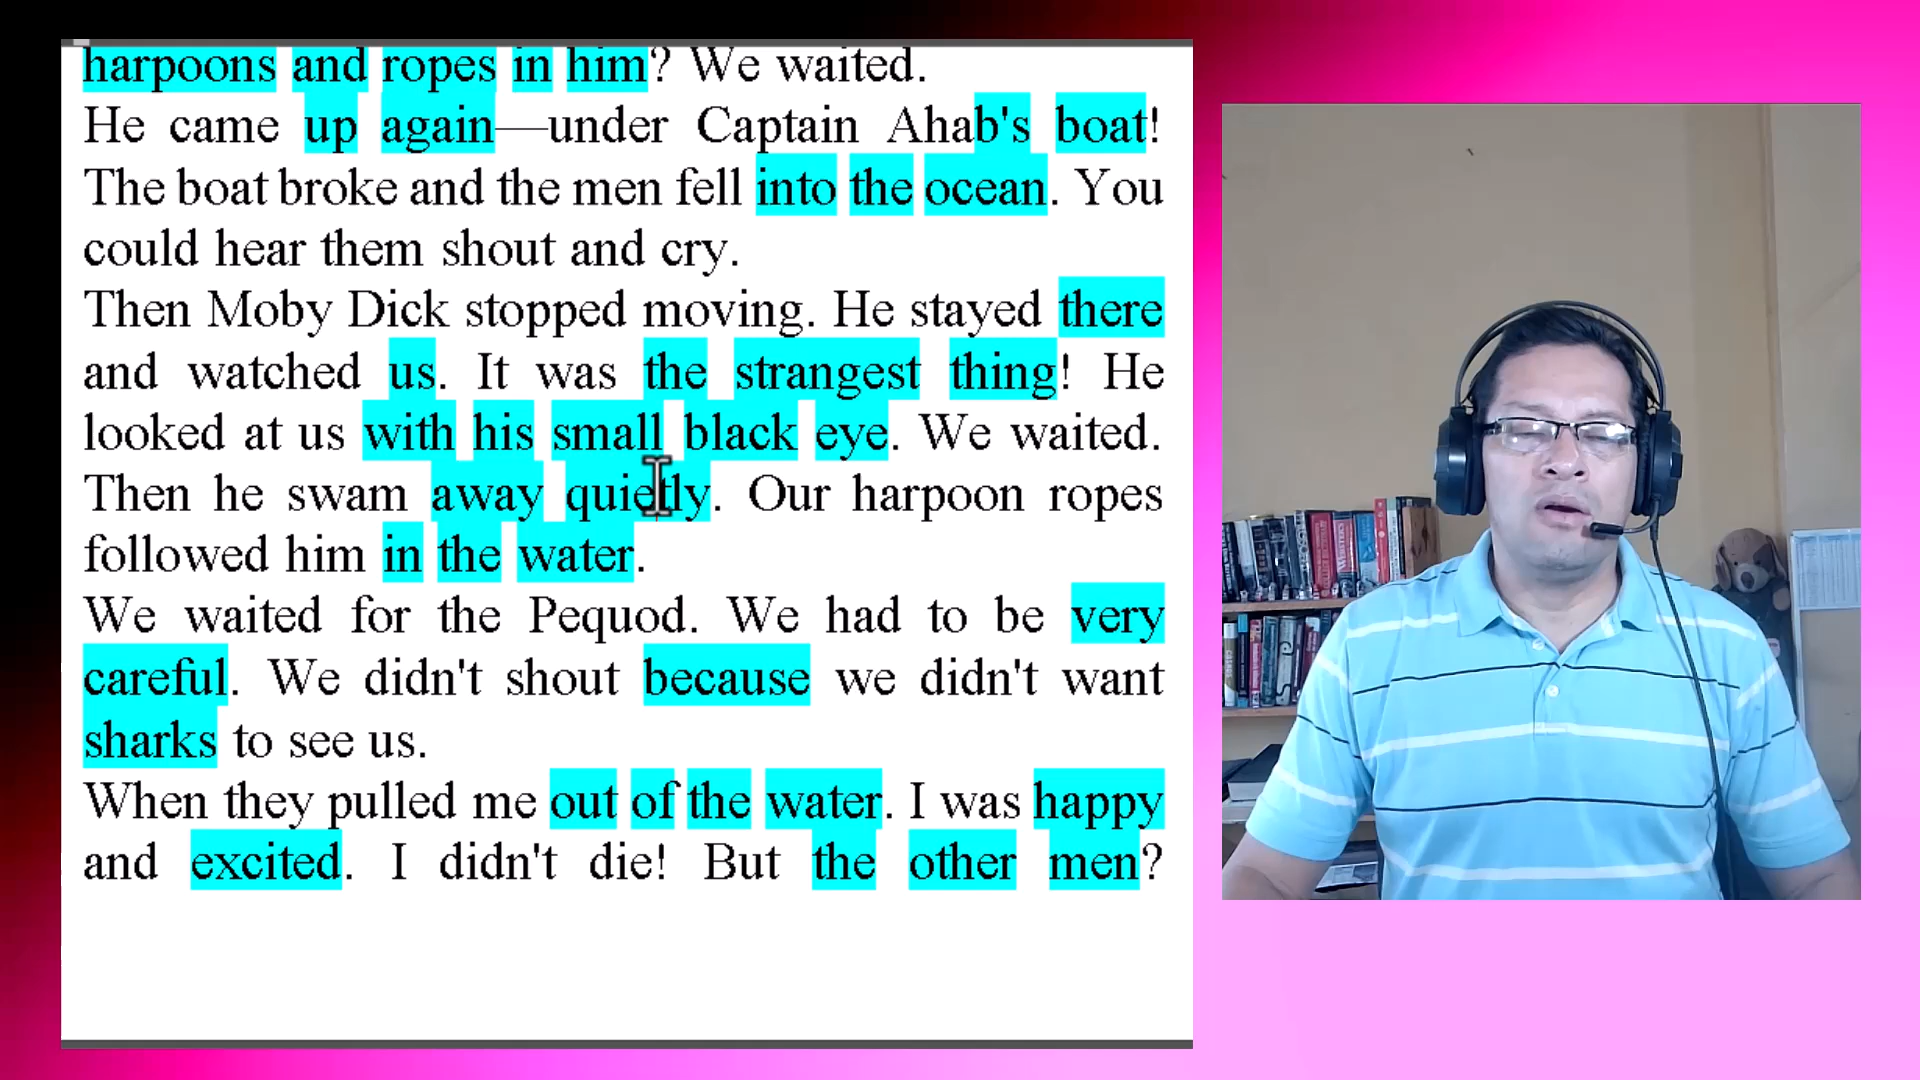 harpoons and ropes in him? We waited.
He came up again—under Captain Ahab's boat!
The boat broke and the men fell into the ocean. You
could hear them shout and cry.
Then Moby Dick stopped moving. He stayed there
and watched us. It was the strangest thing! He
looked at us with his small black eye. We waited.
Then he swam away quietly. Our harpoon ropes
followed him in the water.
We waited for the Pequod. We had to be very
careful. We didn't shout because we didn't want
sharks to see us.
When they pulled me out of the water. I was happy
and excited. I didn't die! But the other men?